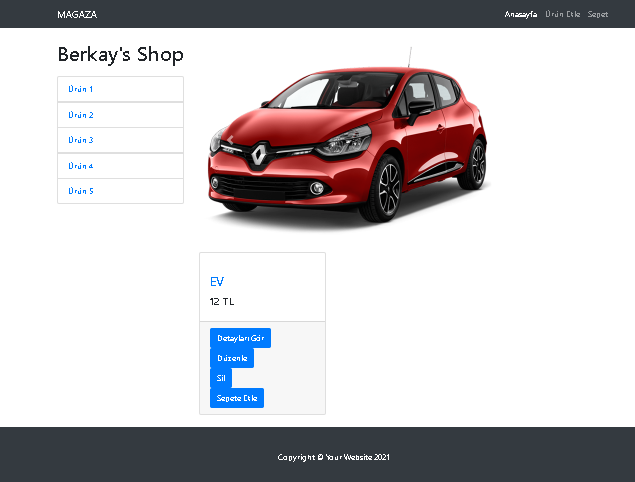 MAGAZA
Anasayfa Ürün Ekle Sepet
Berkay's Shop
Ürün 1
Ürün 2
Ürün 3
Ürün 4
Ürün 5
EV
12 TL
Detayları Gör
Düzenle
Sil
Sepete Ekle
Copyright © Your Website 2021